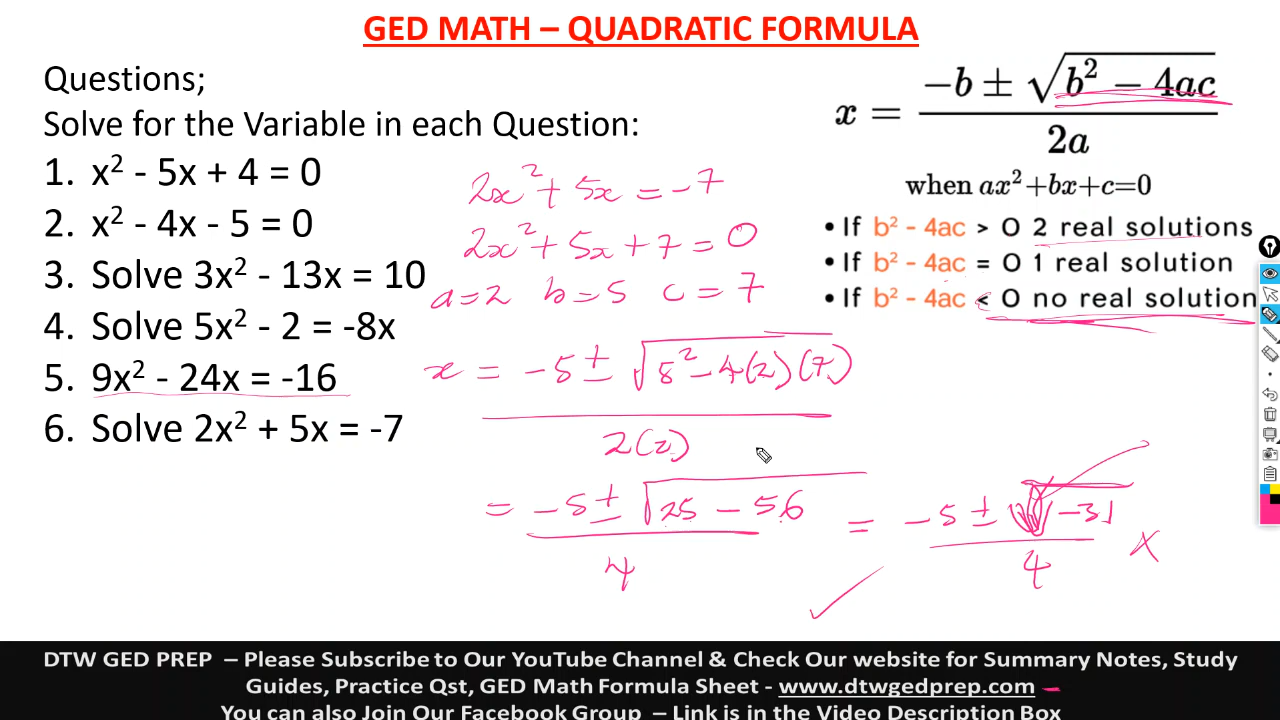 GED MATH – QUADRATIC FORMULA
Questions;
Solve for the Variable in each Question:
1. x² - 5x + 4 = 0
2. x² - 4x - 5 = 0
3. Solve 3x² - 13x = 10
4. Solve 5x² - 2 = -8x
5. 9x² - 24x = -16
6. Solve 2x² + 5x = -7
x = (-b ± √(b² - 4ac)) / 2a
when ax²+bx+c=0
• If b² - 4ac > 0 2 real solutions
• If b² - 4ac = 0 1 real solution
• If b² - 4ac < 0 no real solution
2x² + 5x = -7
2x² + 5x + 7 = 0
a=2 b=5 c=7
x = (-5 ± √(5² - 4(2)(7))) / 2(2)
= (-5 ± √(25 - 56)) / 4 = (-5 ± √(-31)) / 4 x
DTW GED PREP – Please Subscribe to Our YouTube Channel & Check Our website for Summary Notes, Study
Guides, Practice Qst, GED Math Formula Sheet - www.dtwgedprep.com
You can also Join Our Facebook Group – Link is in the Video Description Box